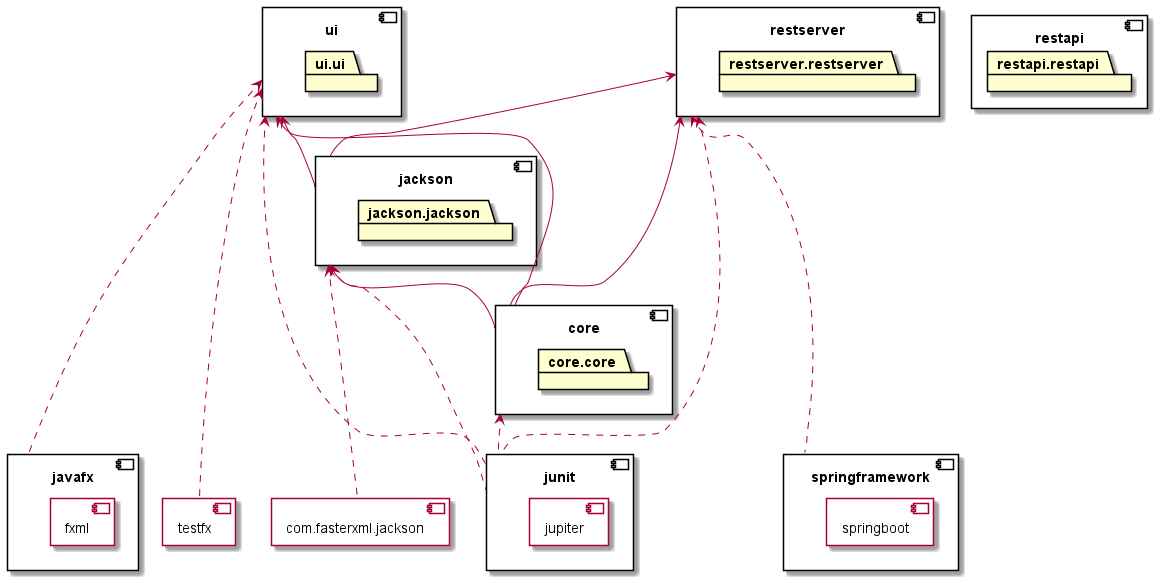 ui
ui.ui
restserver
restserver.restserver
restapi
restapi.restapi
jackson
jackson.jackson
core
core.core
javafx
fxml
testfx
com.fasterxml.jackson
junit
jupiter
springframework
springboot